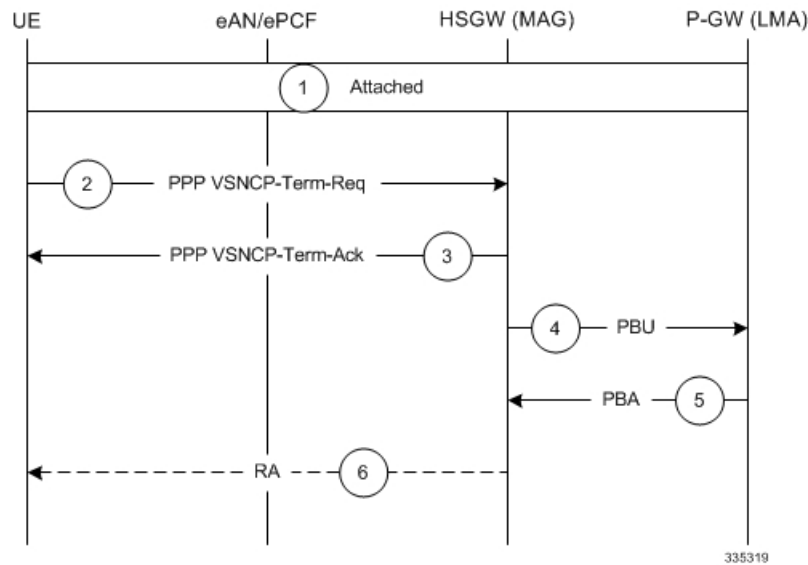 UE eAN/ePCF HSGW (MAG) P-GW (LMA)
1 Attached
2 PPP VSNCP-Term-Req
PPP VSNCP-Term-Ack 3
4 PBU
PBA 5
RA 6
335319